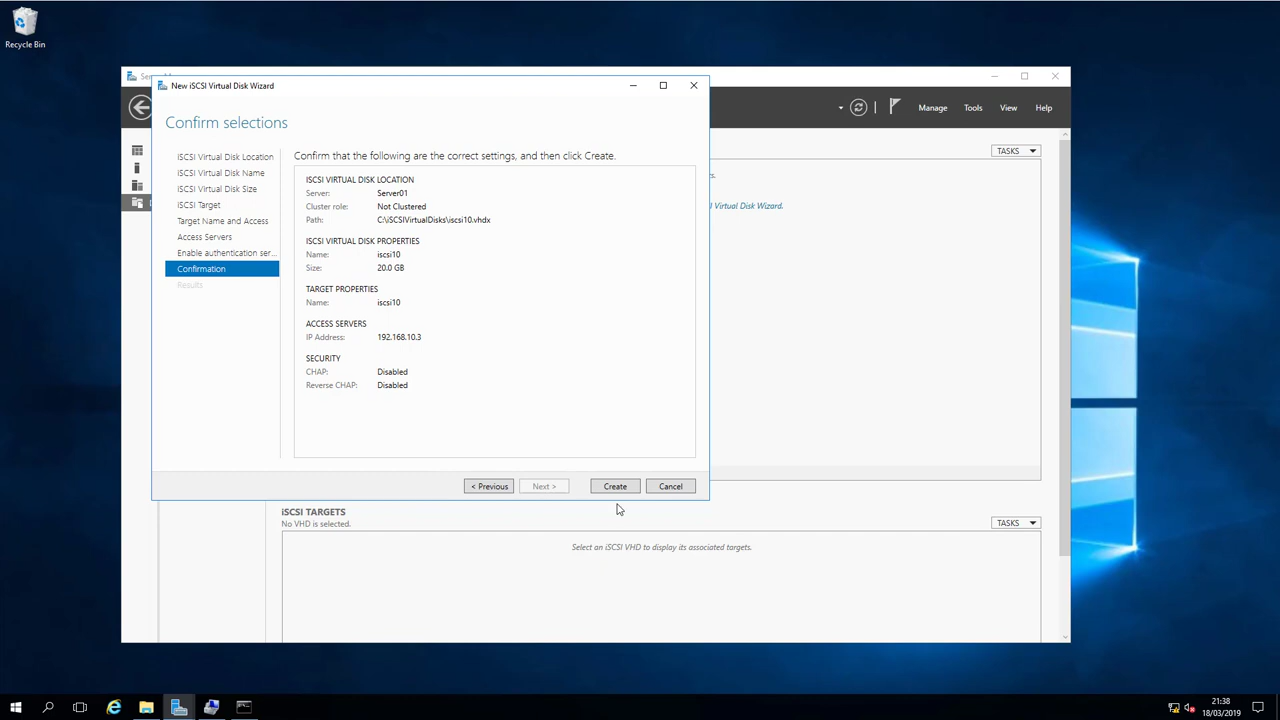 Recycle Bin
New iSCSI Virtual Disk Wizard
Manage Tools View Help
Confirm selections
iSCSI Virtual Disk Location
iSCSI Virtual Disk Name
iSCSI Virtual Disk Size
iSCSI Target
Target Name and Access
Access Servers
Enable authentication ser...
Confirmation
Results
Confirm that the following are the correct settings, and then click Create.
ISCSI VIRTUAL DISK LOCATION
Server: Server01
Cluster role: Not Clustered
Path: C:\iSCSIVirtualDisks\iscsi10.vhdx
ISCSI VIRTUAL DISK PROPERTIES
Name: iscsi10
Size: 20.0 GB
TARGET PROPERTIES
Name: iscsi10
ACCESS SERVERS
IP Address: 192.168.10.3
SECURITY
CHAP: Disabled
Reverse CHAP: Disabled
< Previous Next > Create Cancel
TASKS
Virtual Disk Wizard.
iSCSI TARGETS
No VHD is selected.
TASKS
Select an iSCSI VHD to display its associated targets.
21:38
18/03/2019